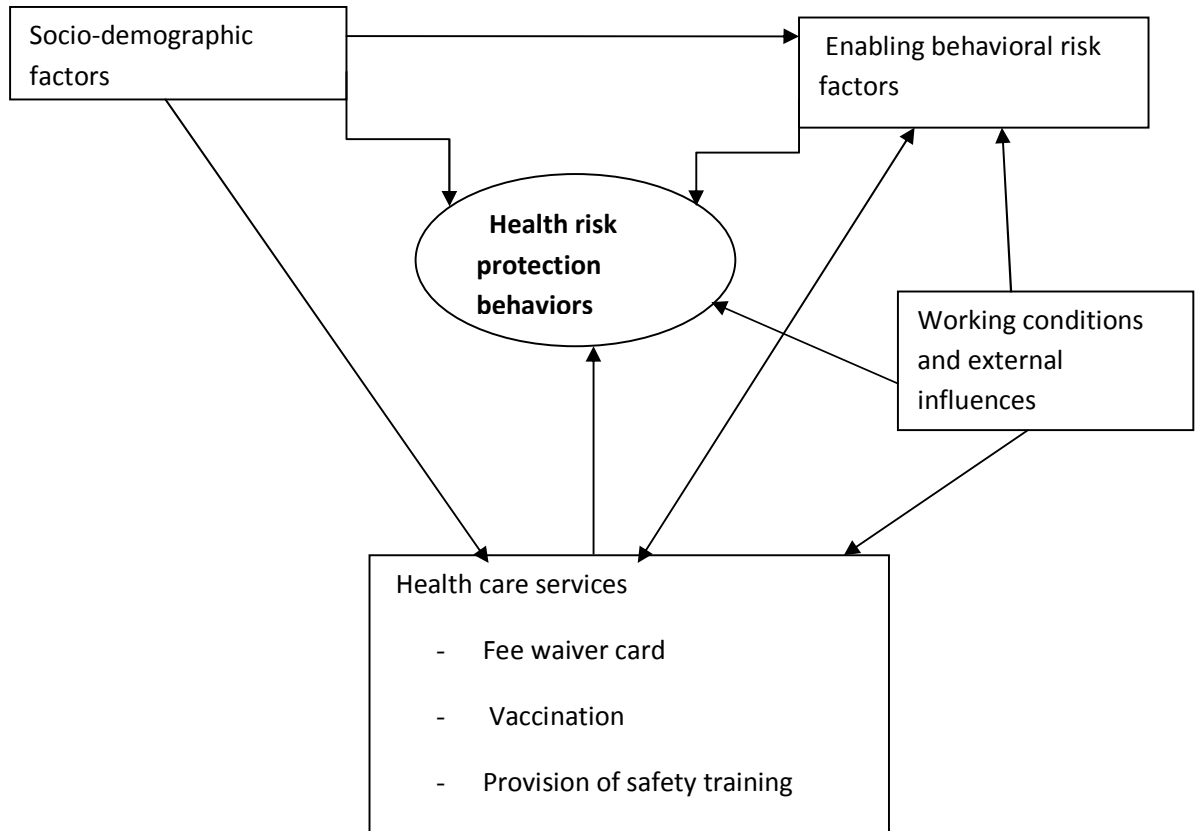 Socio-demographic
factors
Enabling behavioral risk
factors
Health risk
protection
behaviors
Working conditions
and external
influences
Health care services
- Fee waiver card
- Vaccination
- Provision of safety training